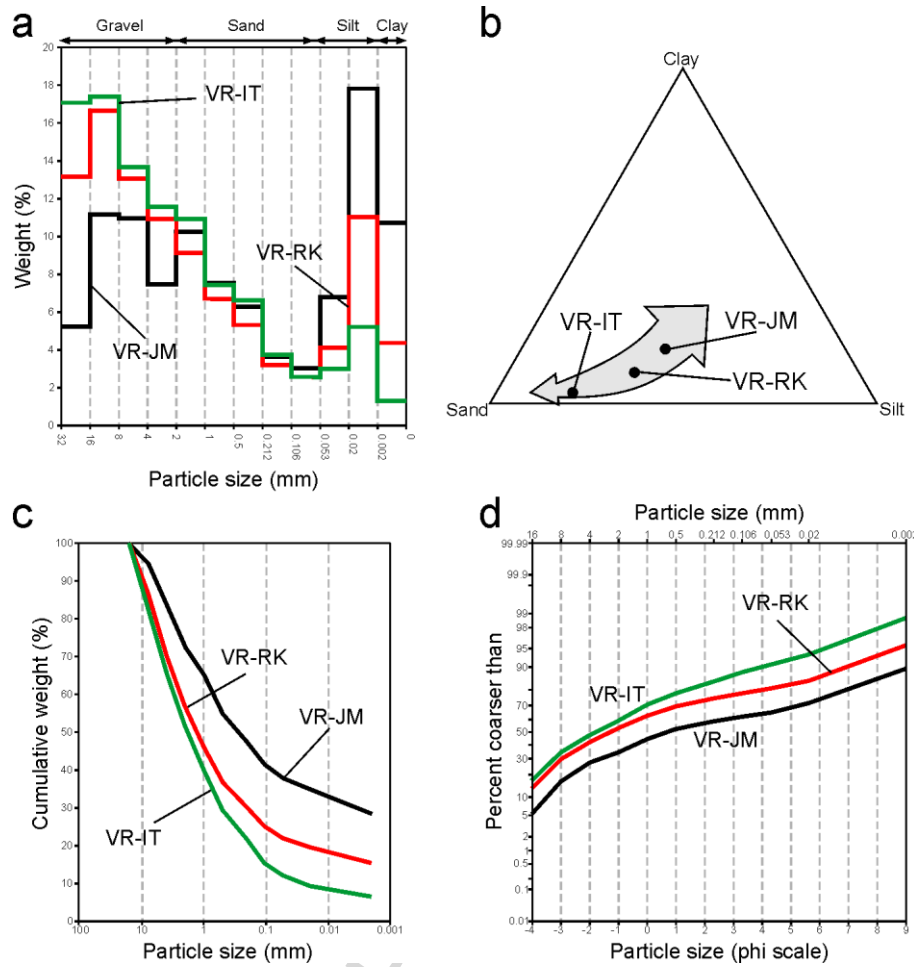 a
Gravel Sand Silt Clay
20
18
16
14
12
10
8
6
4
2
0
Weight (%)
VR-IT
VR-RK
VR-JM
32 16 8 4 2 1 0.5 0.212 0.106 0.053 0.02 0.002 0
Particle size (mm)
b
Clay
VR-IT
VR-JM
VR-RK
Sand
Silt
c
100
90
80
70
60
50
40
30
20
10
0
Cumulative weight (%)
VR-RK
VR-JM
VR-IT
100 10 1 0.1 0.01 0.001
Particle size (mm)
d
Particle size (mm)
16 8 4 2 1 0.5 0.212 0.106 0.053 0.02 0.002
99.99
99.9
99
98
95
90
70
50
30
10
5
2
1
0.5
0.1
0.01
Percent coarser than
VR-RK
VR-IT
VR-JM
-4 -3 -2 -1 0 1 2 3 4 5 6 7 8 9
Particle size (phi scale)